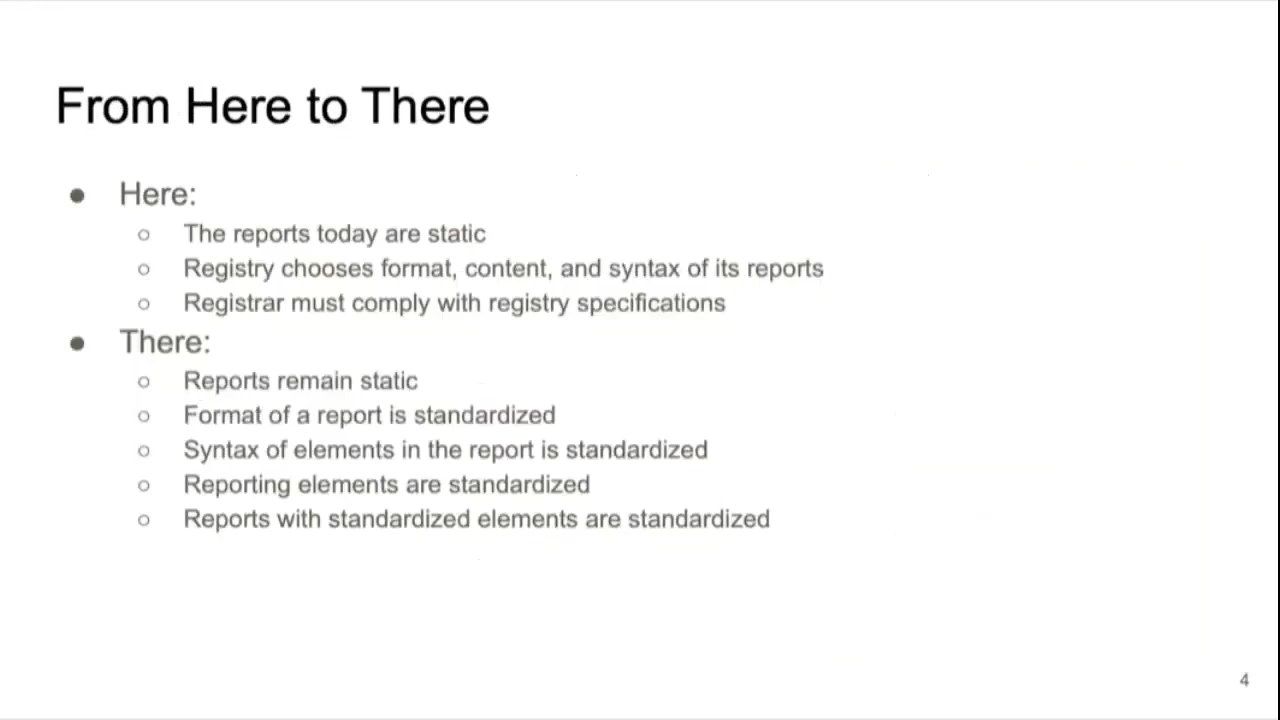 From Here to There
● Here:
○ The reports today are static
○ Registry chooses format, content, and syntax of its reports
○ Registrar must comply with registry specifications
● There:
○ Reports remain static
○ Format of a report is standardized
○ Syntax of elements in the report is standardized
○ Reporting elements are standardized
○ Reports with standardized elements are standardized
4